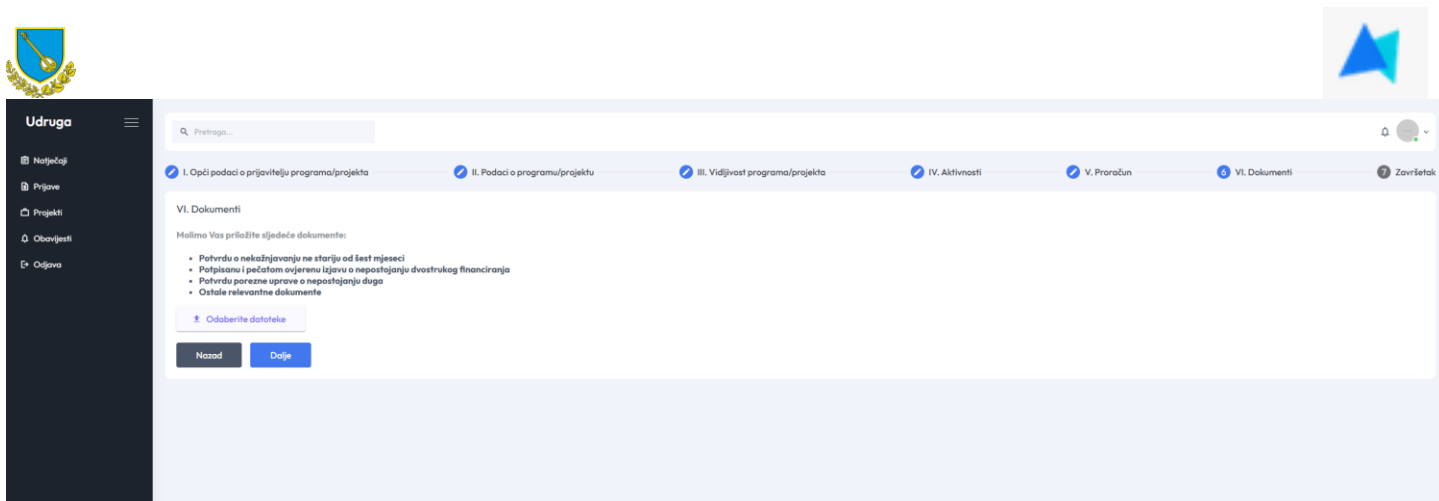 Udruga
Pretraga...
Natječaji
Prijave
Projekti
Obavijesti
Odjava
I. Opći podaci o prijavitelju programa/projekta
II. Podaci o programu/projektu
III. Vidljivost programa/projekta
IV. Aktivnosti
V. Proračun
6 VI. Dokumenti
7 Završetak
VI. Dokumenti
Molimo Vas priložite sljedeće dokumente:
• Potvrdu o nekažnjavanju ne stariju od šest mjeseci
• Potpisanu i pečatom ovjerenu izjavu o nepostojanju dvostrukog financiranja
• Potvrdu porezne uprave o nepostojanju duga
• Ostale relevantne dokumente
Odaberite datoteke
Nazad
Dalje